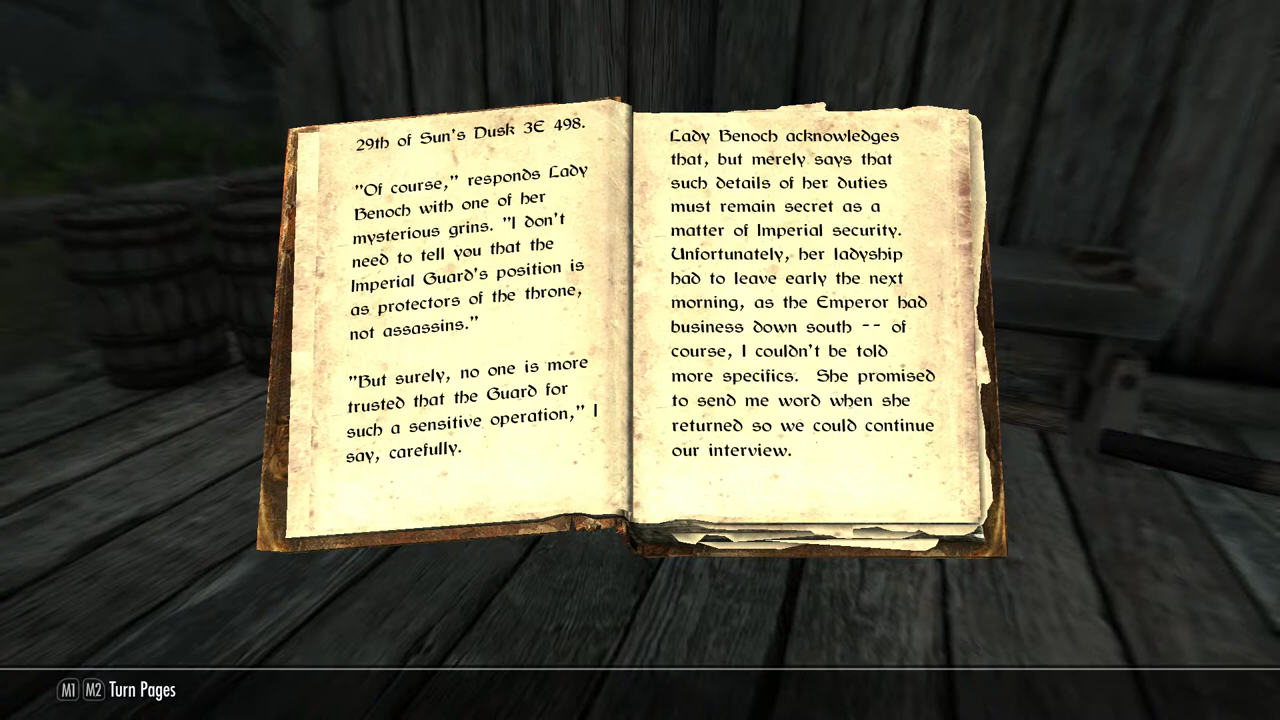 29th of Sun's Dusk 3E 498.
"Of course," responds Lady
Benoch with one of her
mysterious grins. "I don't
need to tell you that the
Imperial Guard's position is
as protectors of the throne,
not assassins."
"But surely, no one is more
trusted that the Guard for
such a sensitive operation," I
say, carefully.
Lady Benoch acknowledges
that, but merely says that
such details of her duties
must remain secret as a
matter of Imperial security.
Unfortunately, her ladyship
had to leave early the next
morning, as the Emperor had
business down south -- of
course, I couldn't be told
more specifics. She promised
to send me word when she
returned so we could continue
our interview.
M1 M2 Turn Pages